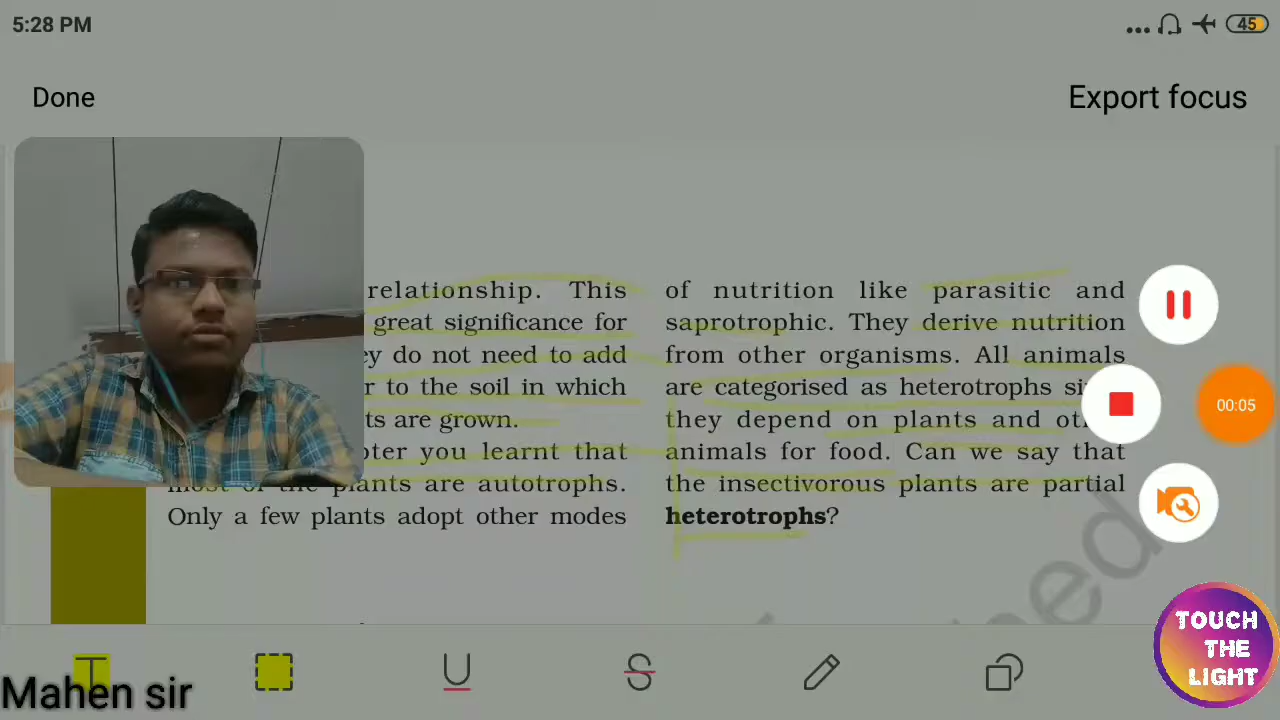 5:28 PM
45
Done
Export focus
relationship. This
great significance for
do not need to add
to the soil in which
are grown.
you learnt that
most of the plants are autotrophs.
Only a few plants adopt other modes
of nutrition like parasitic and
saprotrophic. They derive nutrition
from other organisms. All animals
are categorised as heterotrophs
they depend on plants and
animals for food. Can we say that
the insectivorous plants are partial
heterotrophs?
00:05
T
U
S
Mahen sir
TOUCH
THE
LIGHT